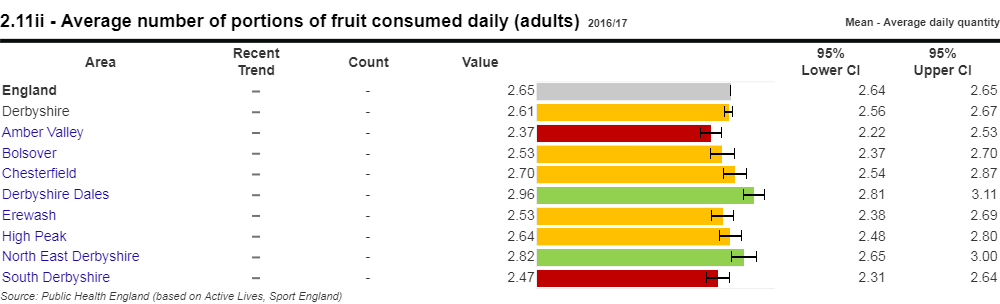 2.11ii - Average number of portions of fruit consumed daily (adults) 2016/17 Mean - Average daily quantity
Area Recent Trend Count Value 95% Lower CI 95% Upper CI
England – - 2.65 2.64 2.65
Derbyshire – - 2.61 2.56 2.67
Amber Valley – - 2.37 2.22 2.53
Bolsover – - 2.53 2.37 2.70
Chesterfield – - 2.70 2.54 2.87
Derbyshire Dales – - 2.96 2.81 3.11
Erewash – - 2.53 2.38 2.69
High Peak – - 2.64 2.48 2.80
North East Derbyshire – - 2.82 2.65 3.00
South Derbyshire – - 2.47 2.31 2.64
Source: Public Health England (based on Active Lives, Sport England)